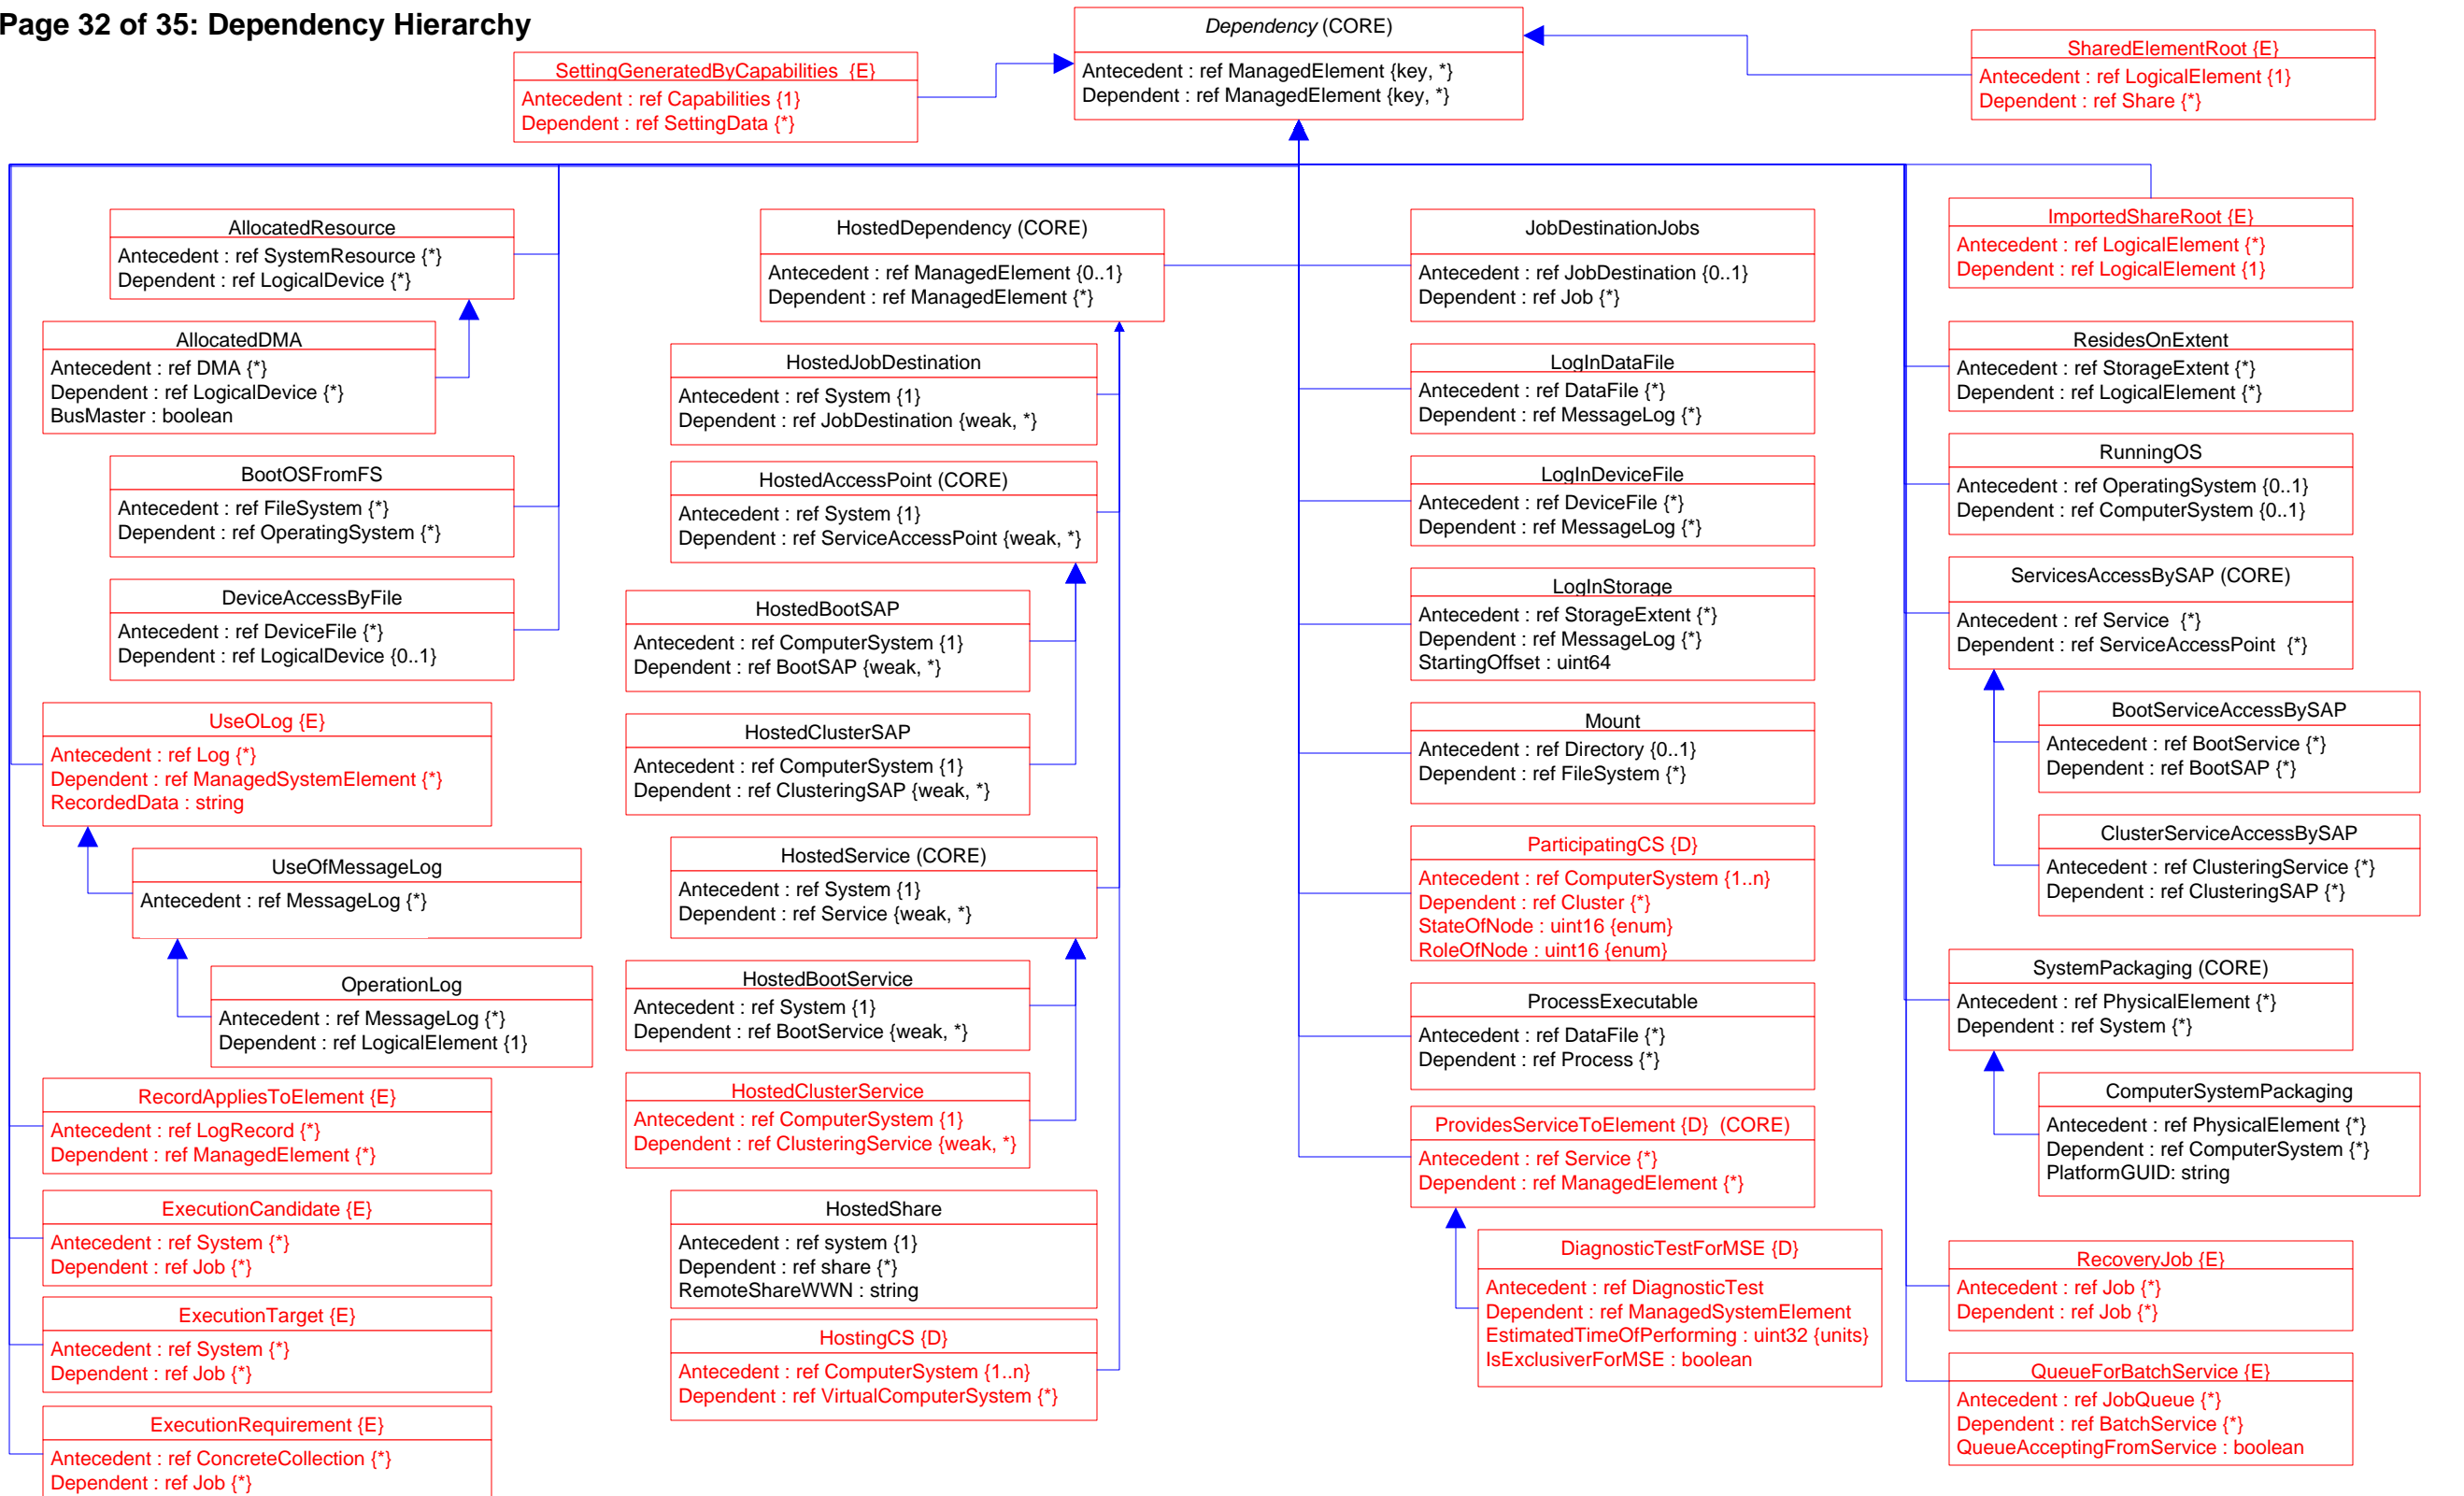 Page 32 of 35: Dependency Hierarchy
Dependency (CORE)
Antecedent : ref ManagedElement {key, *}
Dependent : ref ManagedElement {key, *}
SettingGeneratedByCapabilities {E}
Antecedent : ref Capabilities {1}
Dependent : ref SettingData {*}
SharedElementRoot {E}
Antecedent : ref LogicalElement {1}
Dependent : ref Share {*}
AllocatedResource
Antecedent : ref SystemResource {*}
Dependent : ref LogicalDevice {*}
AllocatedDMA
Antecedent : ref DMA {*}
Dependent : ref LogicalDevice {*}
BusMaster : boolean
BootOSFromFS
Antecedent : ref FileSystem {*}
Dependent : ref OperatingSystem {*}
DeviceAccessByFile
Antecedent : ref DeviceFile {*}
Dependent : ref LogicalDevice {0..1}
UseOLog {E}
Antecedent : ref Log {*}
Dependent : ref ManagedSystemElement {*}
RecordedData : string
UseOfMessageLog
Antecedent : ref MessageLog {*}
OperationLog
Antecedent : ref MessageLog {*}
Dependent : ref LogicalElement {1}
RecordAppliesToElement {E}
Antecedent : ref LogRecord {*}
Dependent : ref ManagedElement {*}
ExecutionCandidate {E}
Antecedent : ref System {*}
Dependent : ref Job {*}
ExecutionTarget {E}
Antecedent : ref System {*}
Dependent : ref Job {*}
ExecutionRequirement {E}
Antecedent : ref ConcreteCollection {*}
Dependent : ref Job {*}
HostedDependency (CORE)
Antecedent : ref ManagedElement {0..1}
Dependent : ref ManagedElement {*}
HostedJobDestination
Antecedent : ref System {1}
Dependent : ref JobDestination {weak, *}
HostedAccessPoint (CORE)
Antecedent : ref System {1}
Dependent : ref ServiceAccessPoint {weak, *}
HostedBootSAP
Antecedent : ref ComputerSystem {1}
Dependent : ref BootSAP {weak, *}
HostedClusterSAP
Antecedent : ref ComputerSystem {1}
Dependent : ref ClusteringSAP {weak, *}
HostedService (CORE)
Antecedent : ref System {1}
Dependent : ref Service {weak, *}
HostedBootService
Antecedent : ref System {1}
Dependent : ref BootService {weak, *}
HostedClusterService
Antecedent : ref ComputerSystem {1}
Dependent : ref ClusteringService {weak, *}
HostedShare
Antecedent : ref system {1}
Dependent : ref share {*}
RemoteShareWWN : string
HostingCS {D}
Antecedent : ref ComputerSystem {1..n}
Dependent : ref VirtualComputerSystem {*}
JobDestinationJobs
Antecedent : ref JobDestination {0..1}
Dependent : ref Job {*}
LogInDataFile
Antecedent : ref DataFile {*}
Dependent : ref MessageLog {*}
LogInDeviceFile
Antecedent : ref DeviceFile {*}
Dependent : ref MessageLog {*}
LogInStorage
Antecedent : ref StorageExtent {*}
Dependent : ref MessageLog {*}
StartingOffset : uint64
Mount
Antecedent : ref Directory {0..1}
Dependent : ref FileSystem {*}
ParticipatingCS {D}
Antecedent : ref ComputerSystem {1..n}
Dependent : ref Cluster {*}
StateOfNode : uint16 {enum}
RoleOfNode : uint16 {enum}
ProcessExecutable
Antecedent : ref DataFile {*}
Dependent : ref Process {*}
ProvidesServiceToElement {D} (CORE)
Antecedent : ref Service {*}
Dependent : ref ManagedElement {*}
DiagnosticTestForMSE {D}
Antecedent : ref DiagnosticTest
Dependent : ref ManagedSystemElement
EstimatedTimeOfPerforming : uint32 {units}
IsExclusiverForMSE : boolean
ImportedShareRoot {E}
Antecedent : ref LogicalElement {*}
Dependent : ref LogicalElement {1}
ResidesOnExtent
Antecedent : ref StorageExtent {*}
Dependent : ref LogicalElement {*}
RunningOS
Antecedent : ref OperatingSystem {0..1}
Dependent : ref ComputerSystem {0..1}
ServicesAccessBySAP (CORE)
Antecedent : ref Service {*}
Dependent : ref ServiceAccessPoint {*}
BootServiceAccessBySAP
Antecedent : ref BootService {*}
Dependent : ref BootSAP {*}
ClusterServiceAccessBySAP
Antecedent : ref ClusteringService {*}
Dependent : ref ClusteringSAP {*}
SystemPackaging (CORE)
Antecedent : ref PhysicalElement {*}
Dependent : ref System {*}
ComputerSystemPackaging
Antecedent : ref PhysicalElement {*}
Dependent : ref ComputerSystem {*}
PlatformGUID: string
RecoveryJob {E}
Antecedent : ref Job {*}
Dependent : ref Job {*}
QueueForBatchService {E}
Antecedent : ref JobQueue {*}
Dependent : ref BatchService {*}
QueueAcceptingFromService : boolean